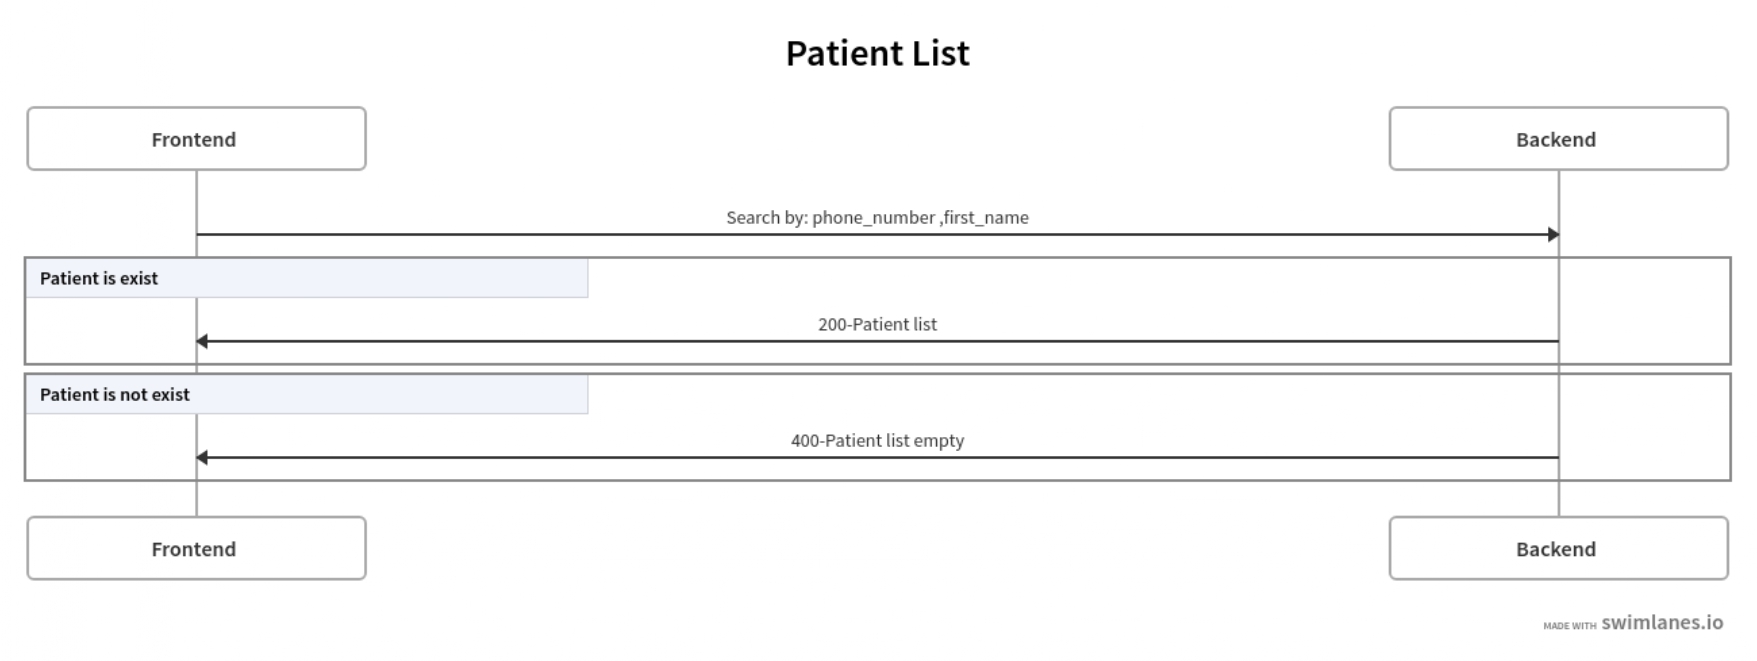 Patient List
Frontend
Backend
Search by: phone_number ,first_name
Patient is exist
200-Patient list
Patient is not exist
400-Patient list empty
Frontend
Backend
MADE WITH swimlanes.io